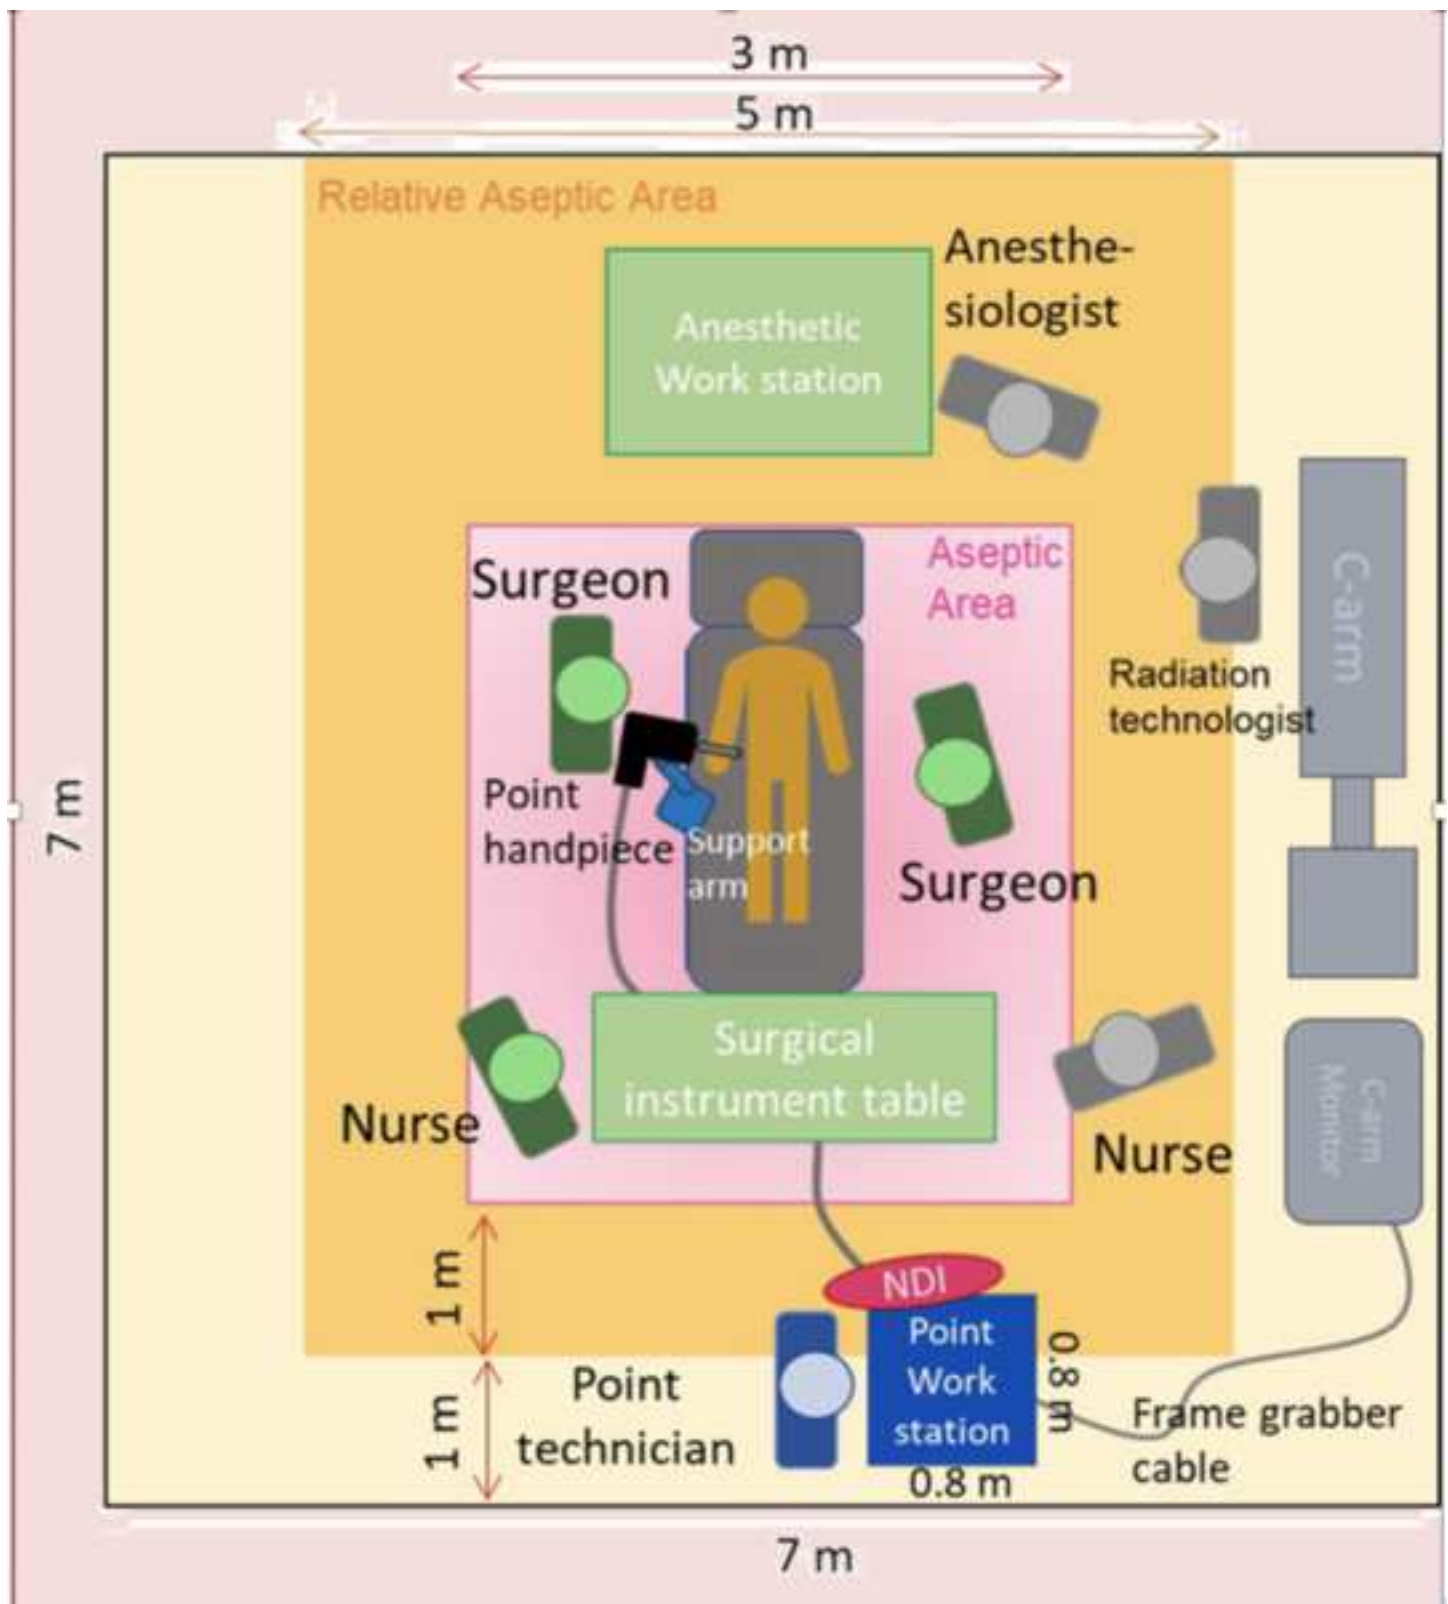 3 m
5 m
Relative Aseptic Area
Anesthe-
siologist
Anesthetic
Work station
Surgeon
Aseptic
Area
C-arm
Radiation
technologist
7 m
Point
handpiece
Support
arm
Surgeon
Surgical
instrument table
C-arm
Monitor
Nurse
Nurse
1 m
NDI
Point
Work
station
0.8 m
Point
technician
1 m
Frame grabber
cable
0.8 m
7 m